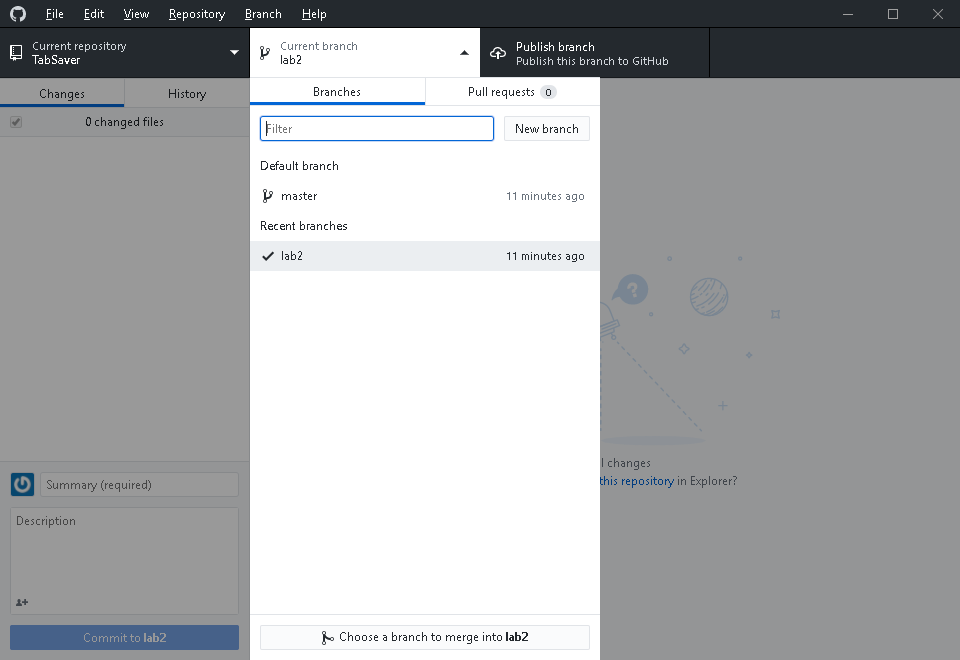 File Edit View Repository Branch Help
Current repository
TabSaver
Current branch
lab2
Publish branch
Publish this branch to GitHub
Changes
History
0 changed files
Branches
Pull requests 0
Filter
New branch
Default branch
master 11 minutes ago
Recent branches
lab2 11 minutes ago
?
l changes
this repository in Explorer?
Summary (required)
Description
Commit to lab2
Choose a branch to merge into lab2